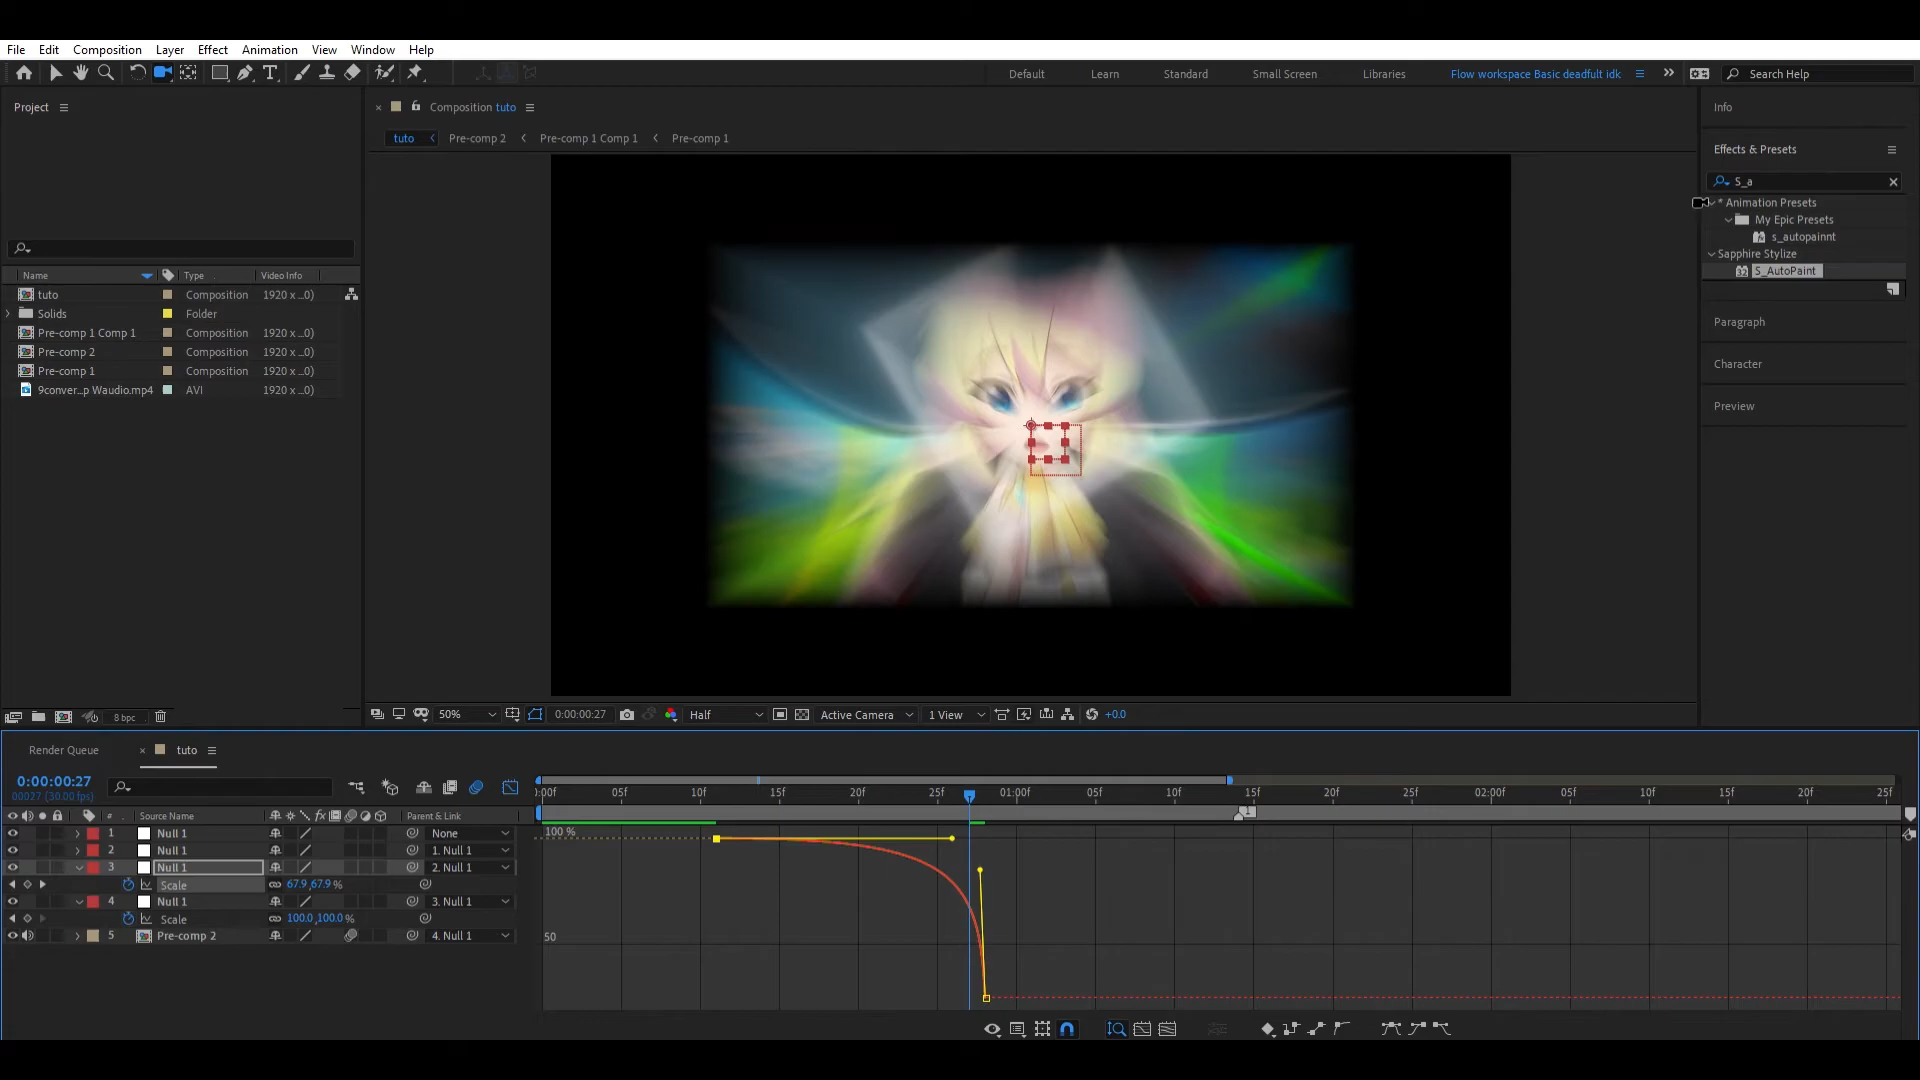 File Edit Composition Layer Effect Animation View Window Help
Default Learn Standard Small Screen Libraries Flow workspace Basic deadfult idk Search Help
Project
Composition tuto
Info
tuto Pre-comp 2 Pre-comp 1 Comp 1 Pre-comp 1
Effects & Presets
S_a
* Animation Presets
My Epic Presets
s_autopainnt
Sapphire Stylize
S_AutoPaint
Paragraph
Character
Preview
Name Type Video Info
tuto Composition 1920 x ...0)
Solids Folder
Pre-comp 1 Comp 1 Composition 1920 x ...0)
Pre-comp 2 Composition 1920 x ...0)
Pre-comp 1 Composition 1920 x ...0)
9conver...p Waudio.mp4 AVI 1920 x ...0)
8 bpc
50% 0:00:00:27 Half Active Camera 1 View +0.0
Render Queue tuto
0:00:00:27
00027 (30.00 fps)
):00f 05f 10f 15f 20f 25f 01:00f 05f 10f 15f 20f 25f 02:00f 05f 10f 15f 20f 25f
# Source Name fx Parent & Link
1
1 Null 1 None
100 %
2 Null 1 1. Null 1
3 Null 1 2. Null 1
Scale 67.9,67.9 %
4 Null 1 3. Null 1
Scale 100.0,100.0 %
5 Pre-comp 2 4. Null 1
50